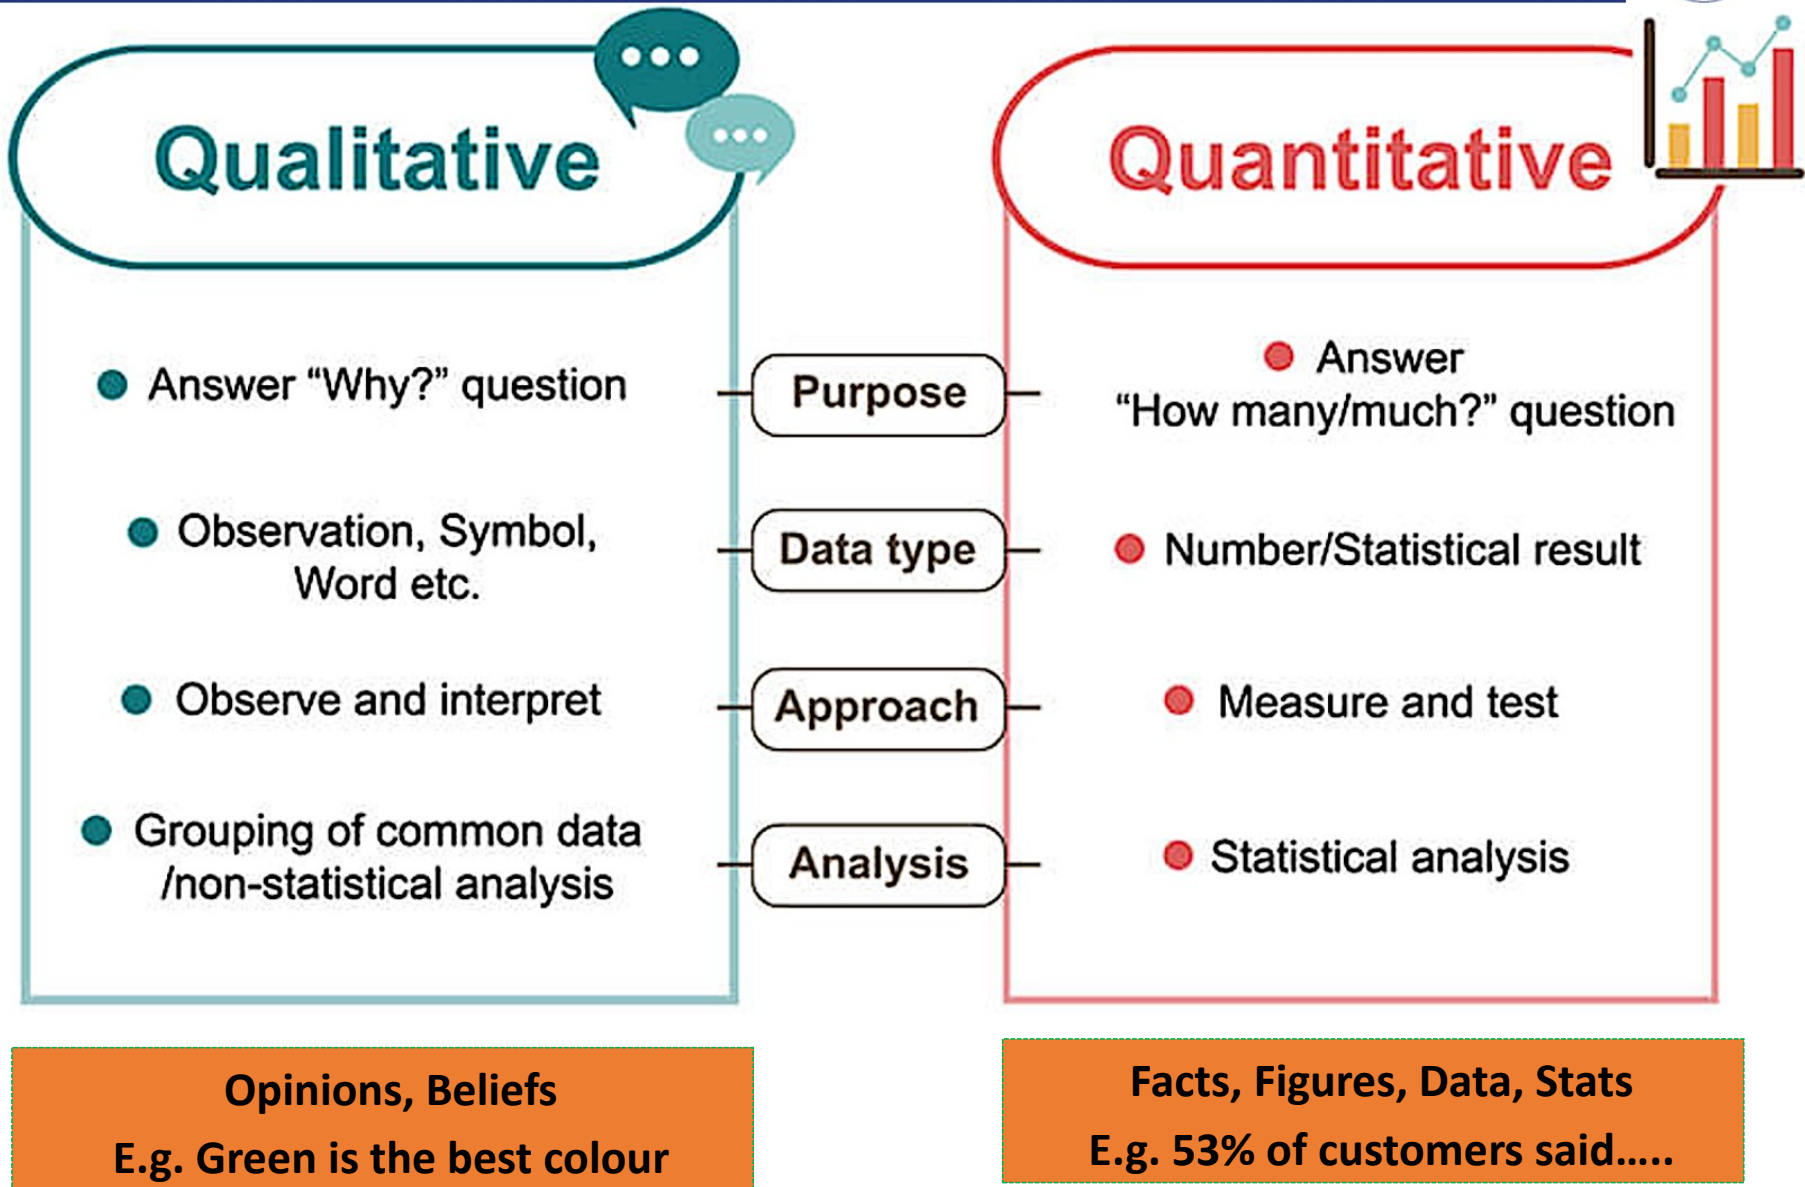 Qualitative
Quantitative
Answer “Why?” question
Purpose
Answer
“How many/much?” question
Observation, Symbol,
Word etc.
Data type
Number/Statistical result
Observe and interpret
Approach
Measure and test
Grouping of common data
/non-statistical analysis
Analysis
Statistical analysis
Opinions, Beliefs
E.g. Green is the best colour
Facts, Figures, Data, Stats
E.g. 53% of customers said…..